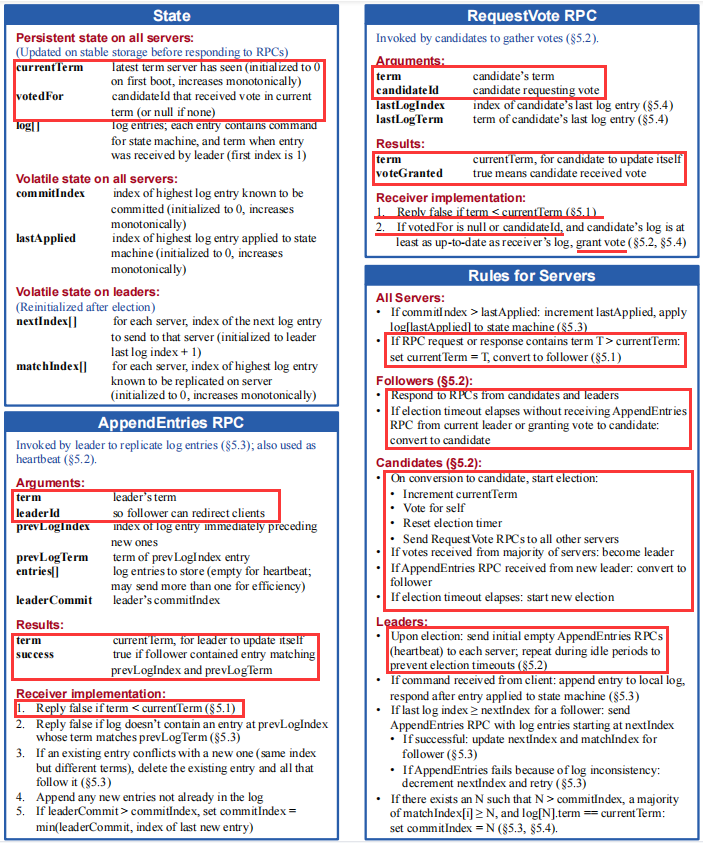 State
Persistent state on all servers:
(Updated on stable storage before responding to RPCs)
currentTerm latest term server has seen (initialized to 0
on first boot, increases monotonically)
votedFor candidateId that received vote in current
term (or null if none)
log[] log entries; each entry contains command
for state machine, and term when entry
was received by leader (first index is 1)
Volatile state on all servers:
commitIndex index of highest log entry known to be
committed (initialized to 0, increases
monotonically)
lastApplied index of highest log entry applied to state
machine (initialized to 0, increases
monotonically)
Volatile state on leaders:
(Reinitialized after election)
nextIndex[] for each server, index of the next log entry
to send to that server (initialized to leader
last log index + 1)
matchIndex[] for each server, index of highest log entry
known to be replicated on server
(initialized to 0, increases monotonically)
AppendEntries RPC
Invoked by leader to replicate log entries (§5.3); also used as
heartbeat (§5.2).
Arguments:
term leader's term
leaderId so follower can redirect clients
prevLogIndex index of log entry immediately preceding
new ones
prevLogTerm term of prevLogIndex entry
entries[] log entries to store (empty for heartbeat;
may send more than one for efficiency)
leaderCommit leader's commitIndex
Results:
term currentTerm, for leader to update itself
success true if follower contained entry matching
prevLogIndex and prevLogTerm
Receiver implementation:
1. Reply false if term < currentTerm (§5.1)
2. Reply false if log doesn't contain an entry at prevLogIndex
whose term matches prevLogTerm (§5.3)
3. If an existing entry conflicts with a new one (same index
but different terms), delete the existing entry and all that
follow it (§5.3)
4. Append any new entries not already in the log
5. If leaderCommit > commitIndex, set commitIndex =
min(leaderCommit, index of last new entry)
RequestVote RPC
Invoked by candidates to gather votes (§5.2).
Arguments:
term candidate's term
candidateId candidate requesting vote
lastLogIndex index of candidate's last log entry (§5.4)
lastLogTerm term of candidate's last log entry (§5.4)
Results:
term currentTerm, for candidate to update itself
voteGranted true means candidate received vote
Receiver implementation:
1. Reply false if term < currentTerm (§5.1)
2. If votedFor is null or candidateId, and candidate's log is at
least as up-to-date as receiver's log, grant vote (§5.2, §5.4)
Rules for Servers
All Servers:
• If commitIndex > lastApplied: increment lastApplied, apply
log[lastApplied] to state machine (§5.3)
• If RPC request or response contains term T > currentTerm:
set currentTerm = T, convert to follower (§5.1)
Followers (§5.2):
• Respond to RPCs from candidates and leaders
• If election timeout elapses without receiving AppendEntries
RPC from current leader or granting vote to candidate:
convert to candidate
Candidates (§5.2):
• On conversion to candidate, start election:
• Increment currentTerm
• Vote for self
• Reset election timer
• Send RequestVote RPCs to all other servers
• If votes received from majority of servers: become leader
• If AppendEntries RPC received from new leader: convert to
follower
• If election timeout elapses: start new election
Leaders:
• Upon election: send initial empty AppendEntries RPCs
(heartbeat) to each server; repeat during idle periods to
prevent election timeouts (§5.2)
• If command received from client: append entry to local log,
respond after entry applied to state machine (§5.3)
• If last log index ≥ nextIndex for a follower: send
AppendEntries RPC with log entries starting at nextIndex
• If successful: update nextIndex and matchIndex for
follower (§5.3)
• If AppendEntries fails because of log inconsistency:
decrement nextIndex and retry (§5.3)
• If there exists an N such that N > commitIndex, a majority
of matchIndex[i] ≥ N, and log[N].term == currentTerm:
set commitIndex = N (§5.3, §5.4).